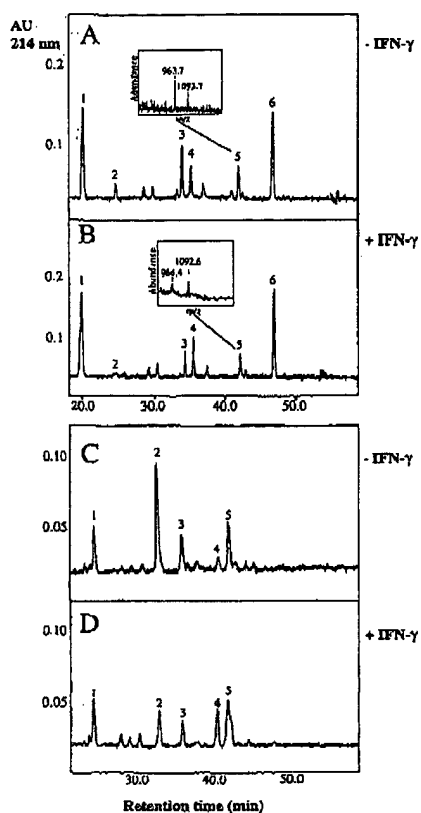 AU
214 nm
A
- IFN-γ
0.2
0.1
Abundance
963.7
1093.7
m/z
1
2
3
4
5
6
B
+ IFN-γ
0.2
0.1
Abundance
964.4
1092.6
m/z
1
2
3
4
5
6
20.0 30.0 40.0 50.0
C
- IFN-γ
0.10
0.05
1
2
3
4
5
D
+ IFN-γ
0.10
0.05
1
2
3
4
5
30.0 40.0 50.0
Retention time (min)